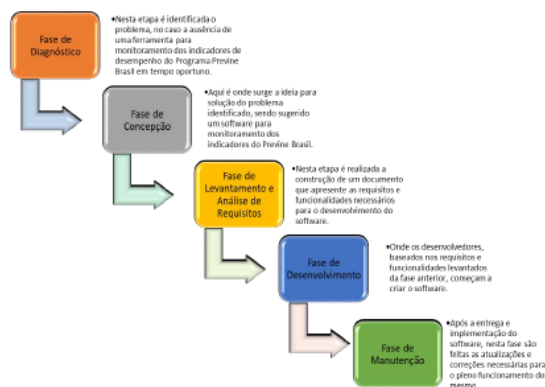 Fase de
Diagnóstico
•Nesta etapa é identificada o
problema, no caso a ausência de
uma ferramenta para
monitoramento dos indicadores de
desempenho do Programa Previne
Brasil em tempo oportuno.
Fase de
Concepção
•Aqui é onde surge a ideia para
solução do problema
identificado, sendo sugerido
um software para
monitoramento dos
indicadores do Previne Brasil.
Fase de
Levantamento e
Análise de
Requisitos
•Nesta etapa é realizada a
construção de um documento
que apresente as requisitos e
funcionalidades necessários
para o desenvolvimento do
software.
Fase de
Desenvolvimento
•Onde os desenvolvedores,
baseados nos requisitos e
funcionalidades levantados
da fase anterior, começam a
criar o software.
Fase de
Manutenção
•Após a entrega e
implementação do
software, nesta fase são
feitas as atualizações e
correções necessárias para
o pleno funcionamento do
mesmo.